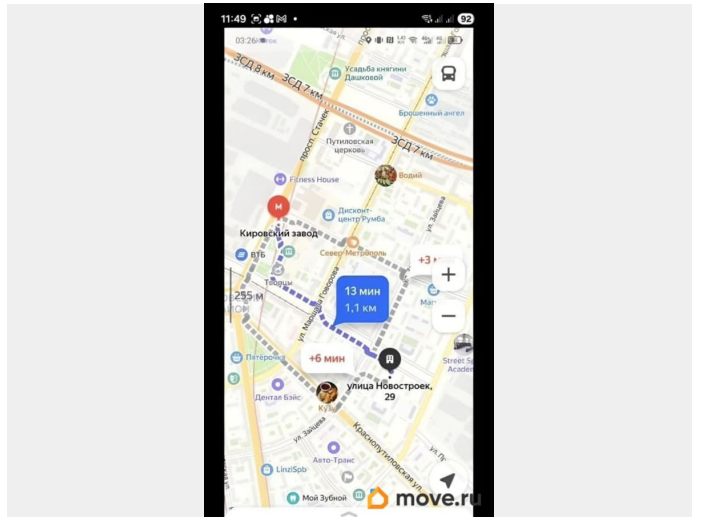 11:49
92
03:26
ЗСД 8 км
ЗСД 7 км
просп. Стачек
Усадьба княгини
Дашковой
Брошенный ангел
Путиловская
церковь
ЗСД 7 км
Fitness House
Водий
ул. Зайцева
М
Дисконт-
центр Румба
Кировский завод
ВТБ
Север-Метрополь
+3
+
Творцы
13 мин
1,1 км
255 м
ул. Маршала Говорова
−
Пятёрочка
+6 мин
Street
Academ
улица Новостроек,
29
Дентал Бэйс
ул. Зайцева
Краснопутиловская ул.
Авто-Транс
LinziSpb
Мой Зубной
move.ru